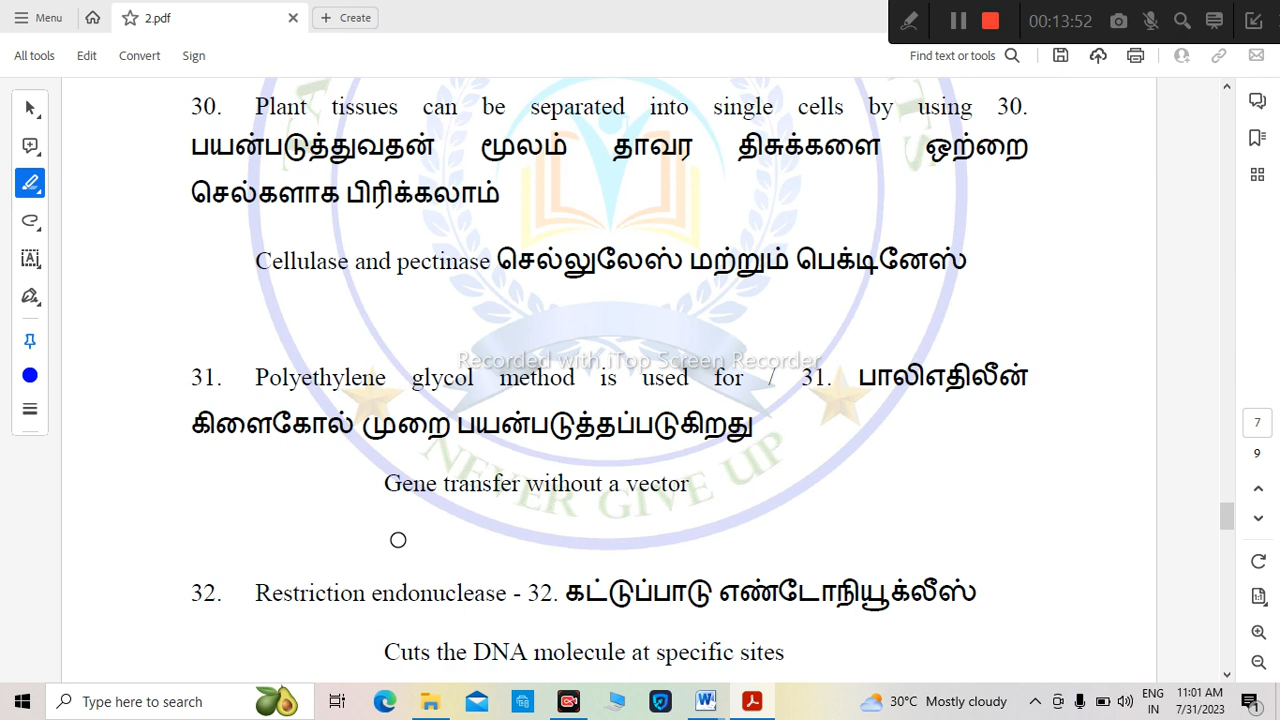 Menu
2.pdf
Create
00:13:52
All tools Edit Convert Sign
Find text or tools
30. Plant tissues can be separated into single cells by using 30.
பயன்படுத்துவதன் மூலம் தாவர திசுக்களை ஒற்றை
செல்களாக பிரிக்கலாம்
Cellulase and pectinase செல்லுலேஸ் மற்றும் பெக்டினேஸ்
Recorded with iTop Screen Recorder
31. Polyethylene glycol method is used for / 31. பாலிஎதிலீன்
கிளைகோல் முறை பயன்படுத்தப்படுகிறது
NEVER GIVE UP
Gene transfer without a vector
32. Restriction endonuclease - 32. கட்டுப்பாடு எண்டோநியூக்லீஸ்
Cuts the DNA molecule at specific sites
7
9
1:1
Type here to search
30°C Mostly cloudy
ENG
IN
11:01 AM
7/31/2023